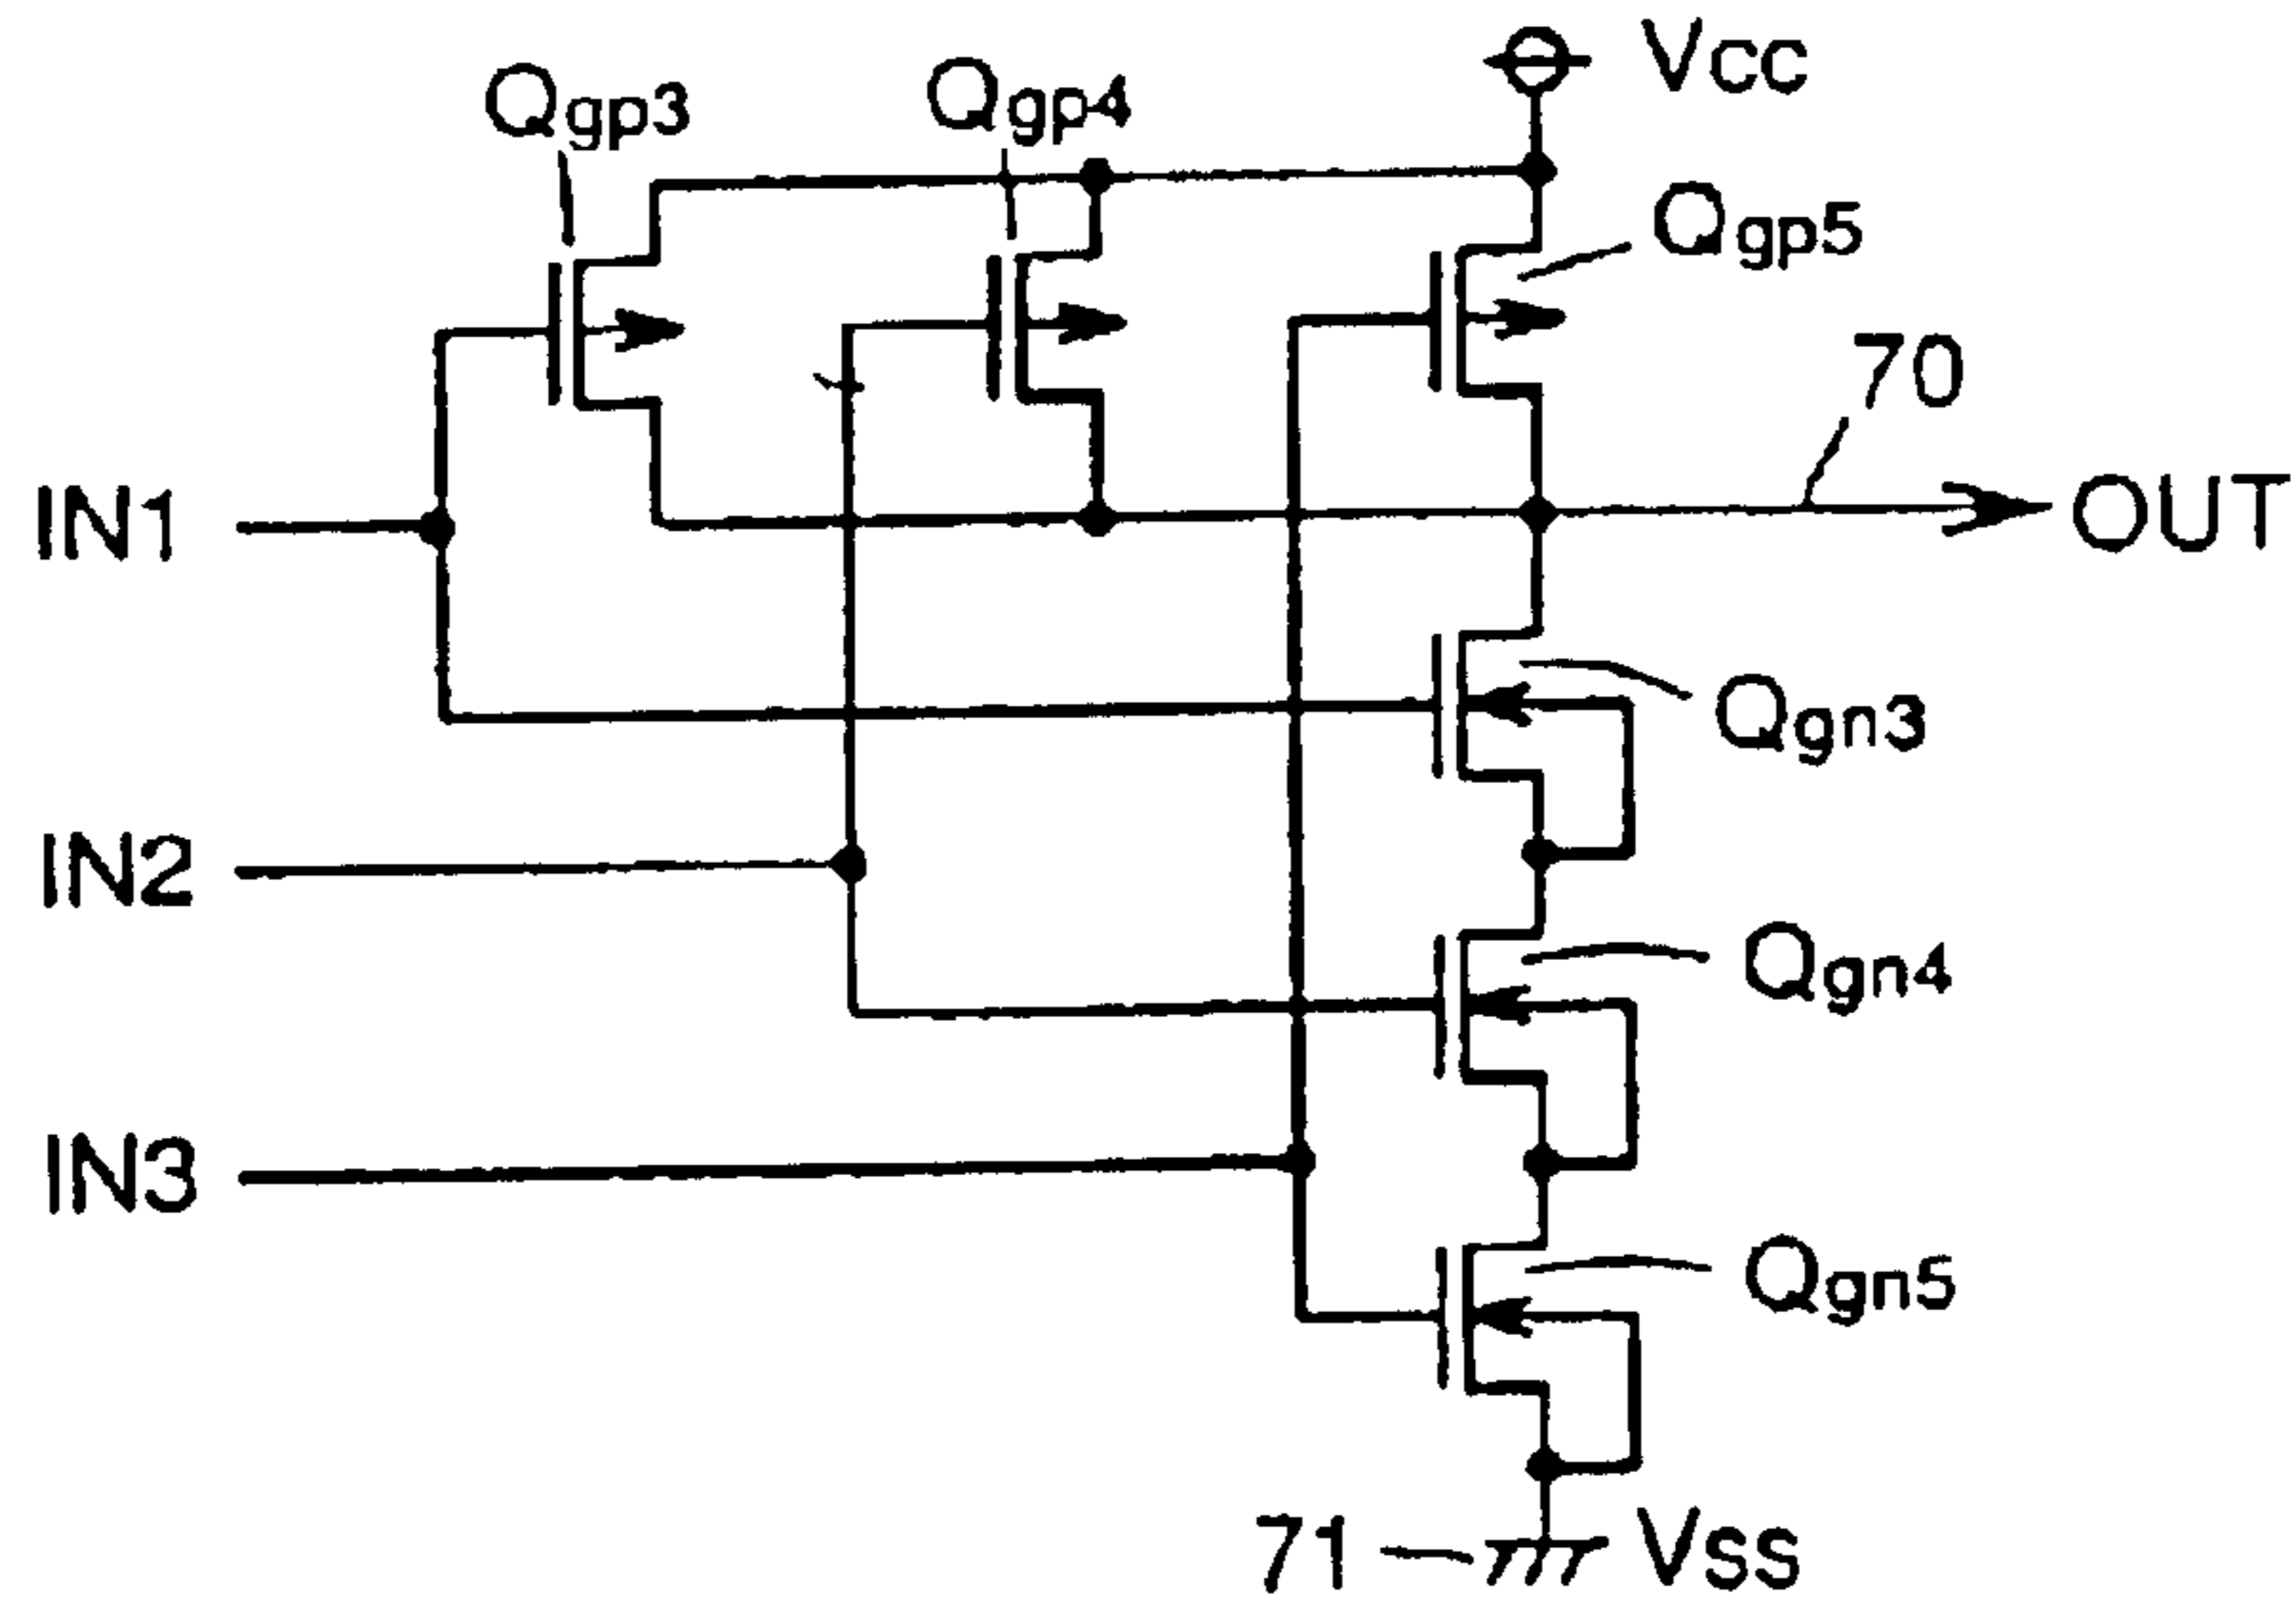 Vcc
Qgp3
Qgp4
Qgp5
70
IN1
OUT
Qgn3
IN2
Qgn4
IN3
Qgn5
71
Vss